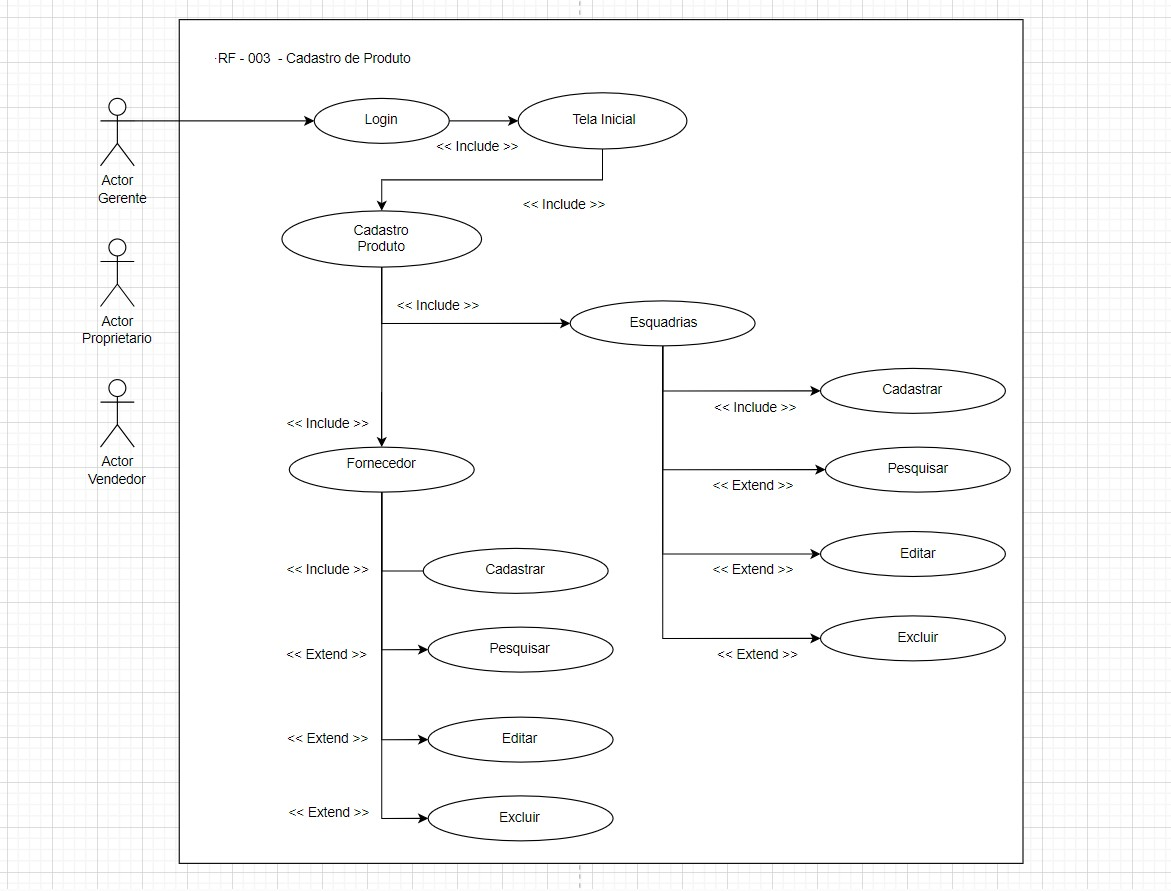 ·RF - 003  - Cadastro de Produto
Login
Tela Inicial
<< Include >>
Actor
Gerente
<< Include >>
Cadastro
Produto
<< Include >>
Esquadrias
Actor
Proprietario
Cadastrar
<< Include >>
<< Include >>
Fornecedor
Actor
Vendedor
Pesquisar
<< Extend >>
Editar
<< Extend >>
<< Include >>
Cadastrar
Excluir
<< Extend >>
<< Extend >>
Pesquisar
<< Extend >>
Editar
<< Extend >>
Excluir